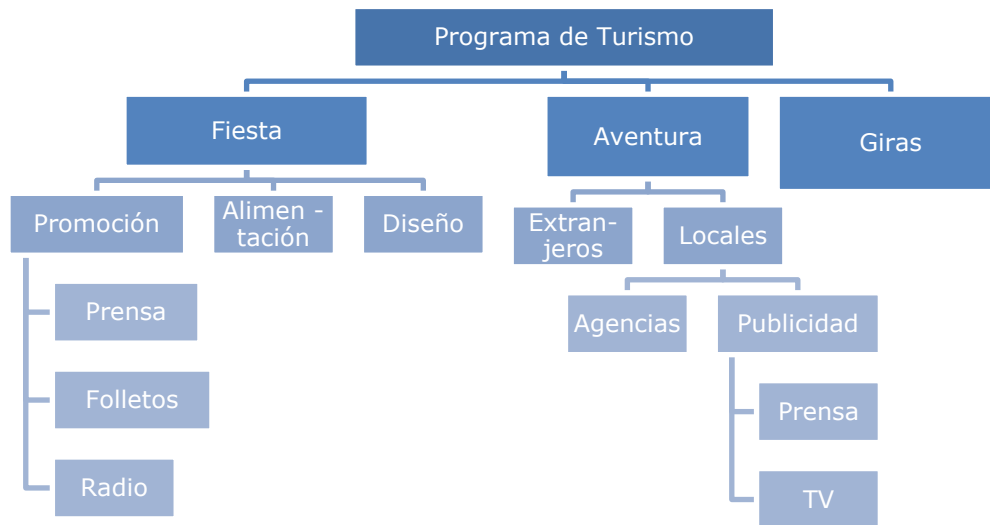 Programa de Turismo
Fiesta
Aventura
Giras
Promoción
Alimen -
tación
Diseño
Extran-
jeros
Locales
Prensa
Folletos
Radio
Agencias
Publicidad
Prensa
TV